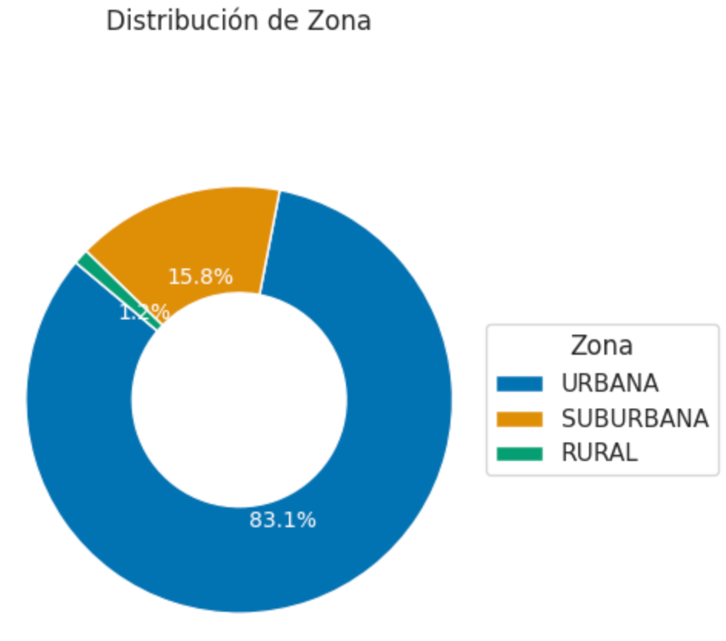 Distribución de Zona
15.8%
1.2%
83.1%
Zona
URBANA
SUBURBANA
RURAL